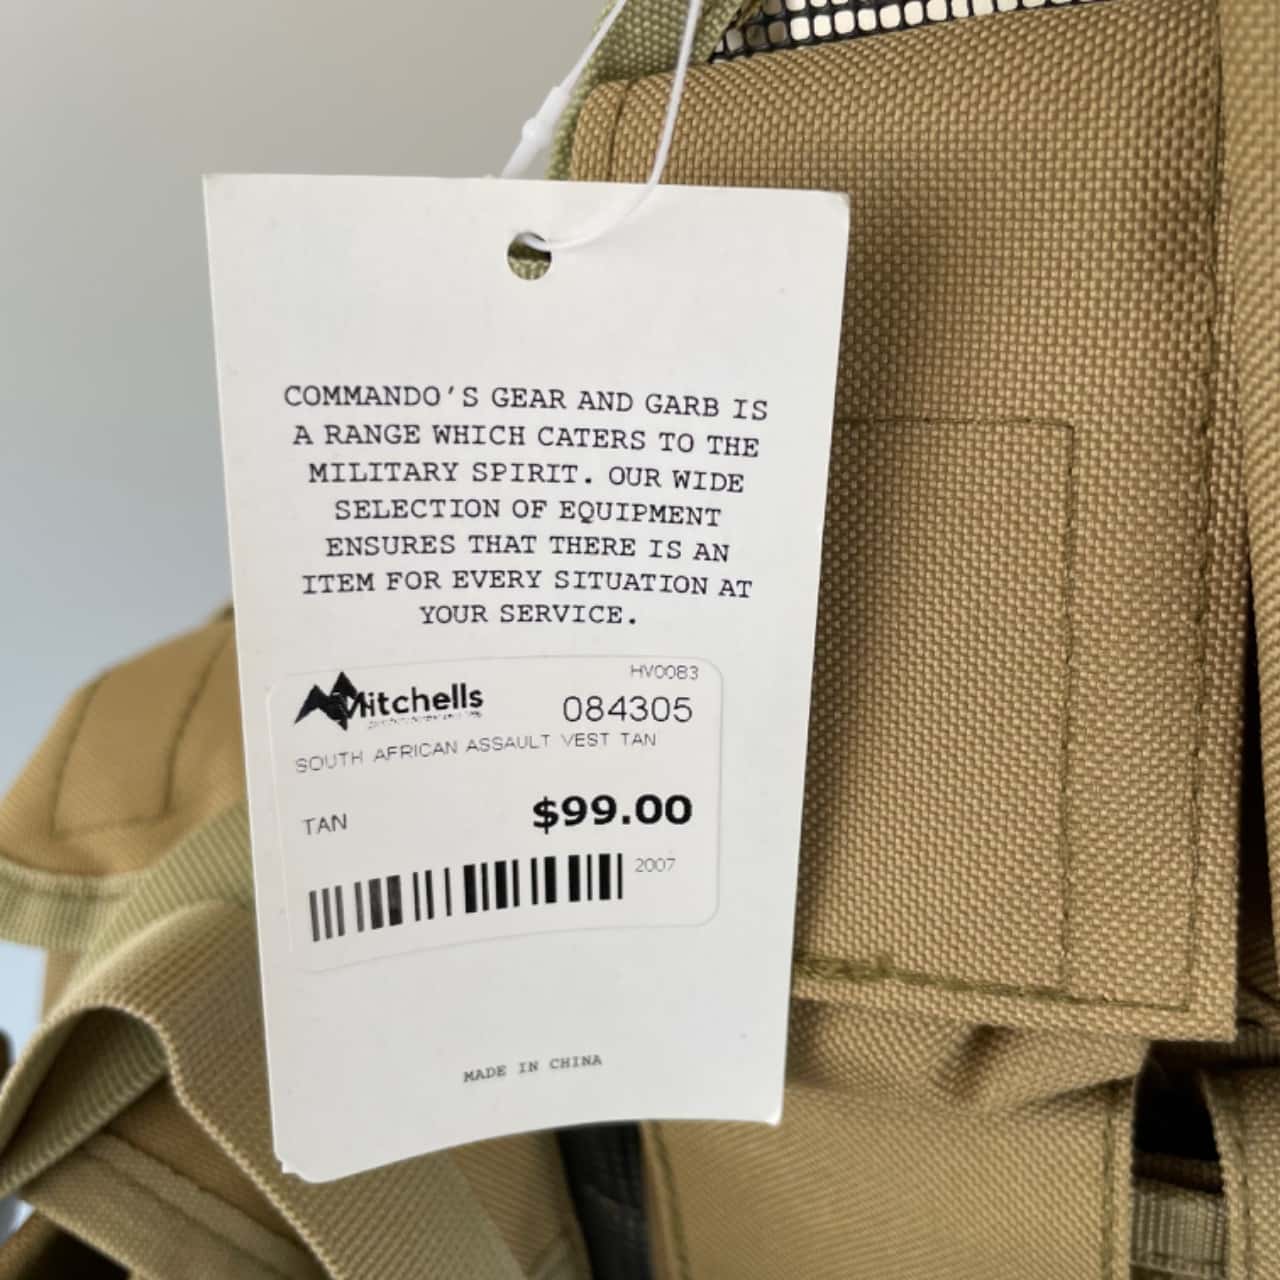 COMMANDO'S GEAR AND GARB IS
A RANGE WHICH CATERS TO THE
MILITARY SPIRIT. OUR WIDE
SELECTION OF EQUIPMENT
ENSURES THAT THERE IS AN
ITEM FOR EVERY SITUATION AT
YOUR SERVICE.
HV0083
Mitchells
084305
SOUTH AFRICAN ASSAULT VEST TAN
TAN
$99.00
2007
MADE IN CHINA